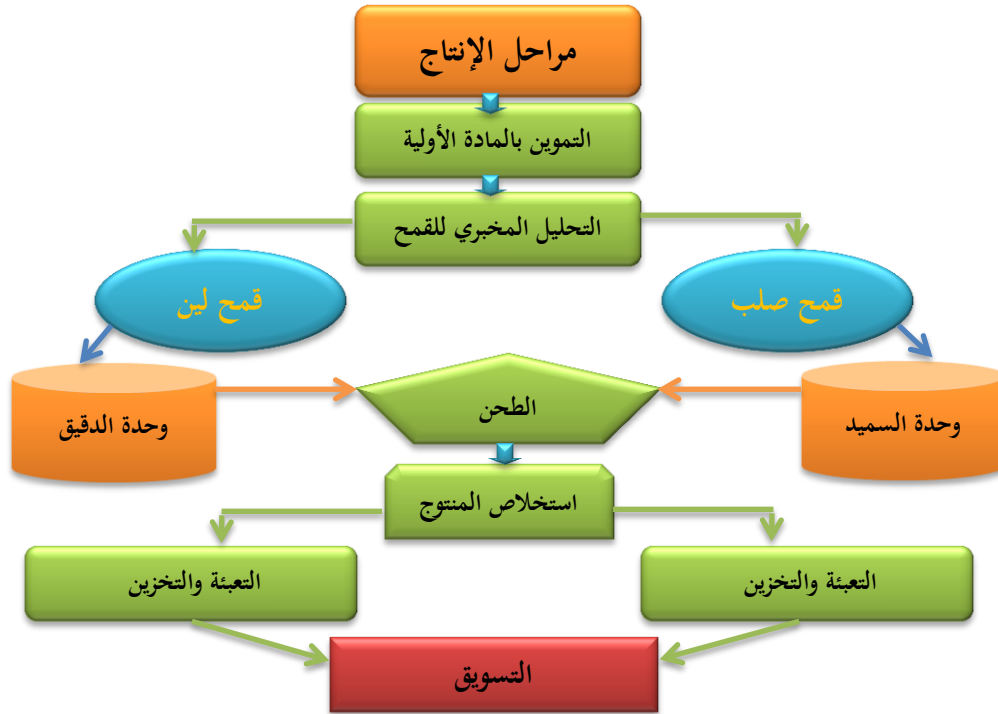 مراحل الإنتاج
التموين بالمادة الأولية
التحليل المخبري للقمح
قمح صلب
قمح لين
وحدة السميد
الطحن
وحدة الدقيق
استخلاص المنتوج
التعبئة والتخزين
التعبئة والتخزين
التسويق